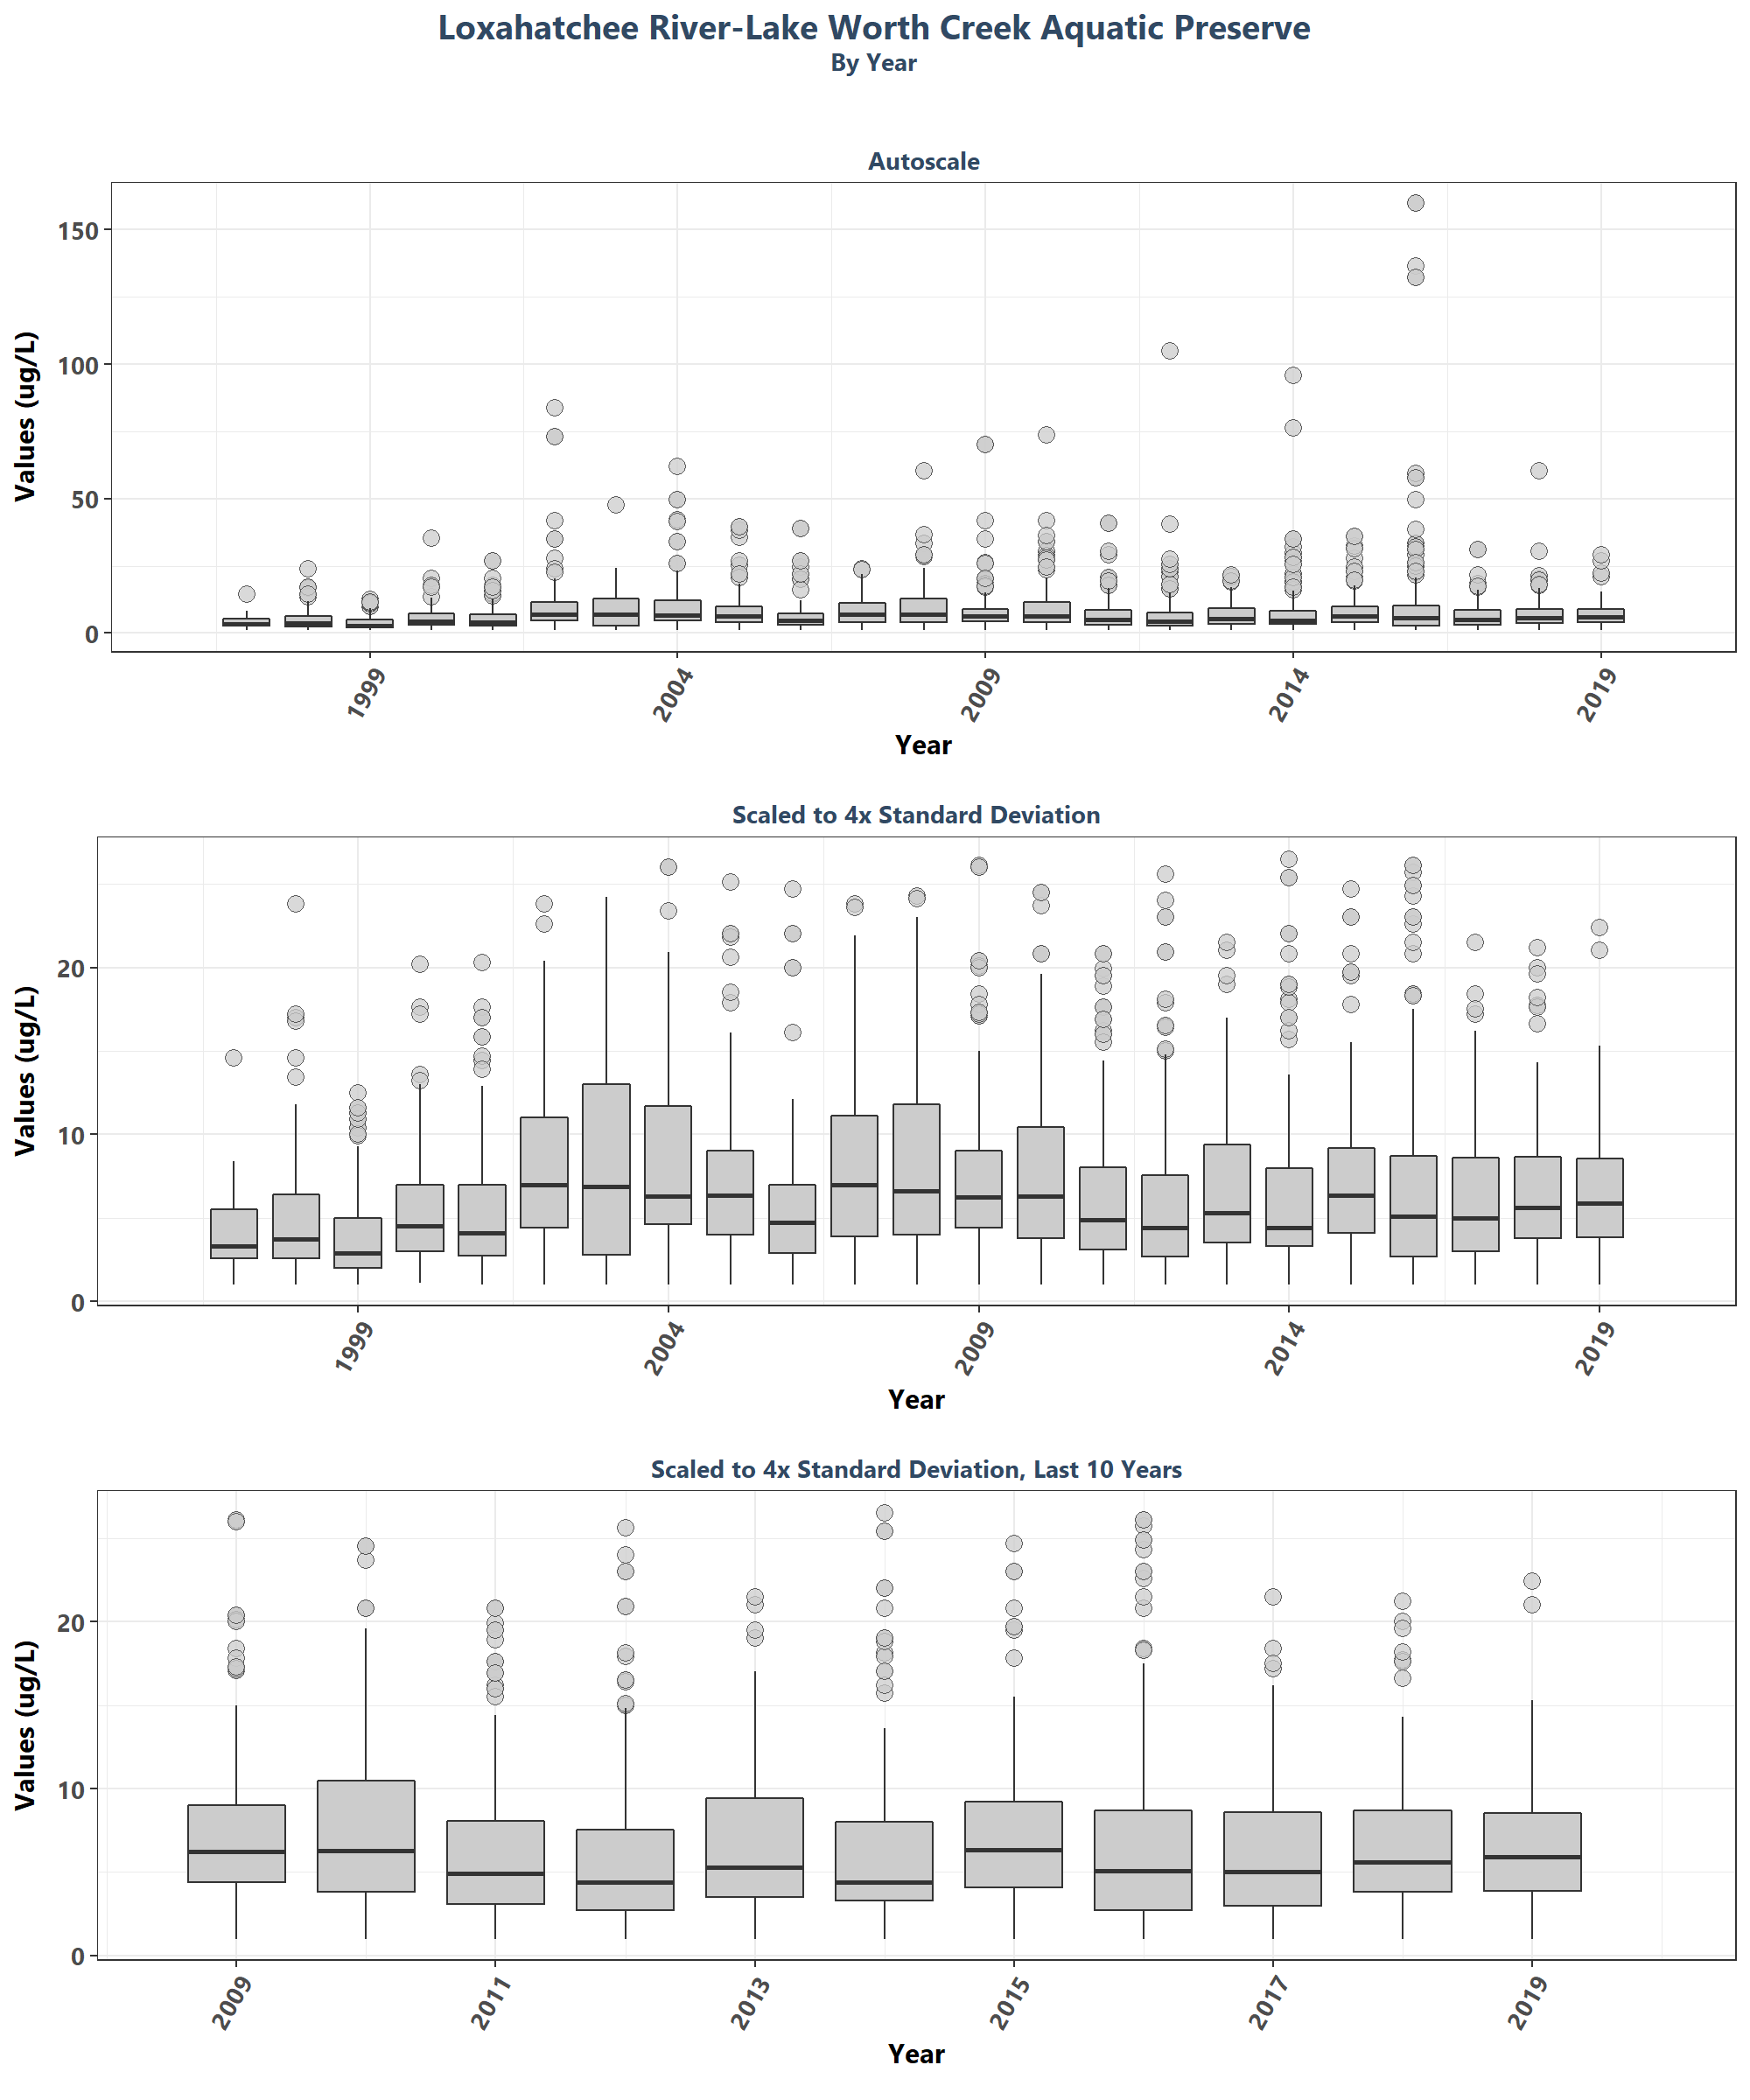 Loxahatchee River-Lake Worth Creek Aquatic Preserve
By Year
Autoscale
Values (ug/L)
150
100
50
0
1999
2004
2009
2014
2019
Year
Scaled to 4x Standard Deviation
Values (ug/L)
20
10
0
1999
2004
2009
2014
2019
Year
Scaled to 4x Standard Deviation, Last 10 Years
Values (ug/L)
20
10
0
2009
2011
2013
2015
2017
2019
Year